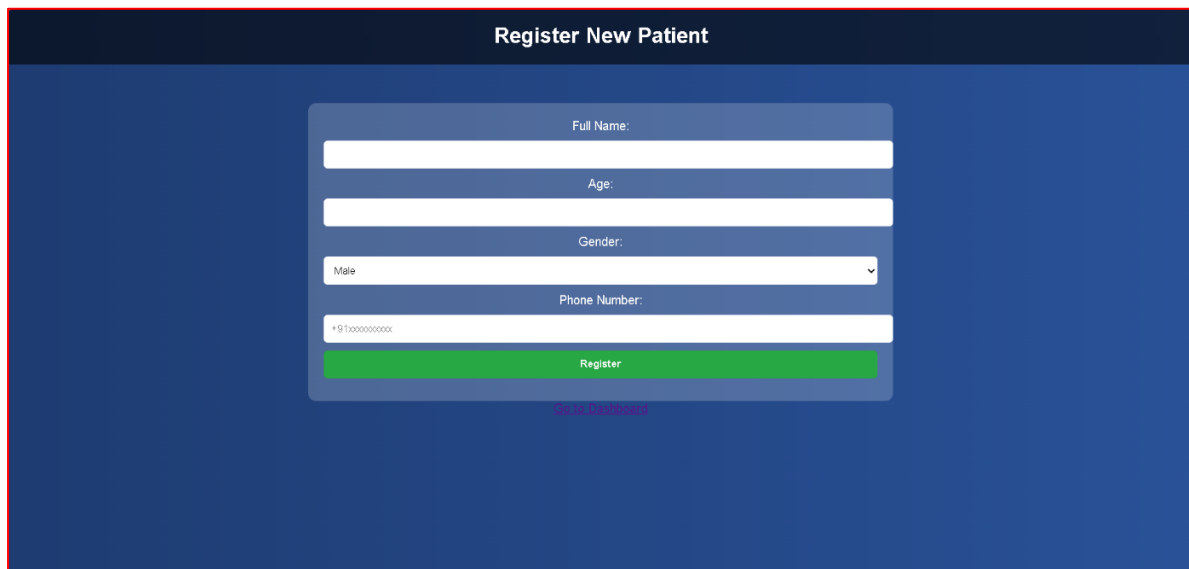 Register New Patient
Full Name:
Age:
Gender:
Male
Phone Number:
+91xxxxxxxxxx
Register
Go to Dashboard